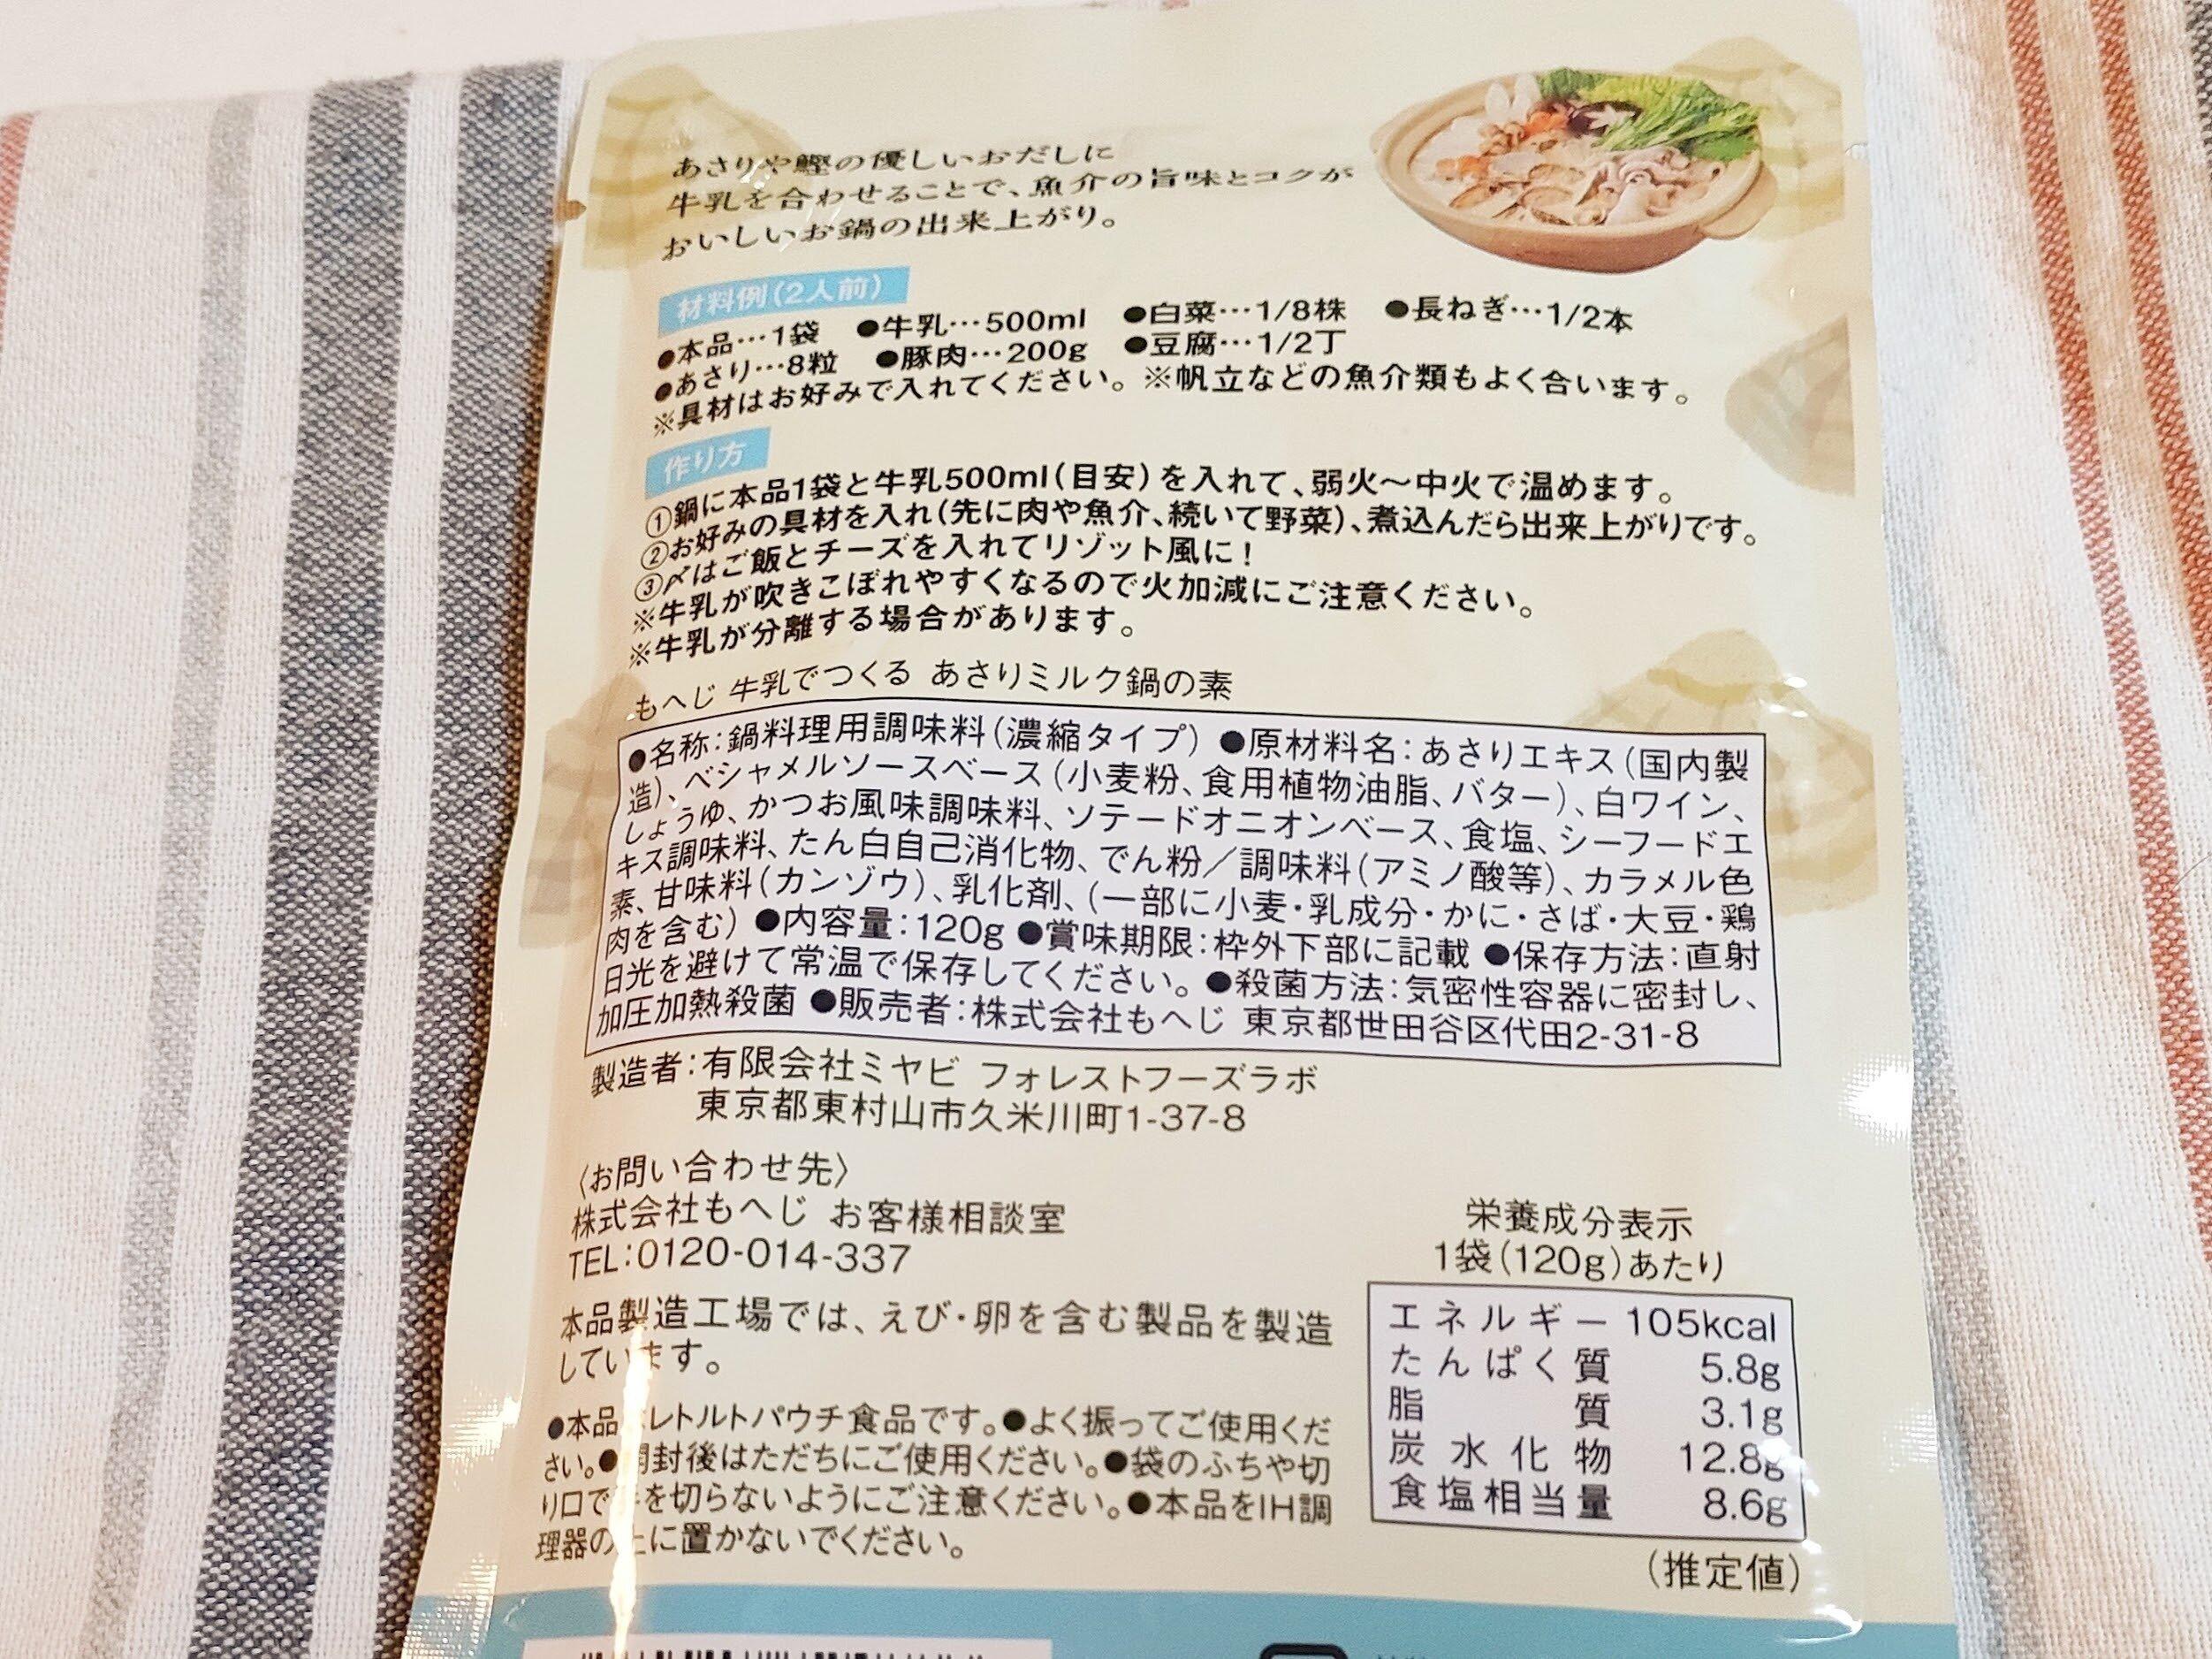 あさりや鰹の優しいおだしに
牛乳を合わせることで、魚介の旨味とコクが
おいしいお鍋の出来上がり。
材料例(2人前)
●本品…1袋 ●牛乳…500ml ●白菜…1/8株 ●長ねぎ…1/2本
●あさり…8粒 ●豚肉…200g ●豆腐…1/2丁
※具材はお好みで入れてください。※帆立などの魚介類もよく合います。
作り方
①鍋に本品1袋と牛乳500ml(目安)を入れて、弱火～中火で温めます。
②お好みの具材を入れ(先に肉や魚介、続いて野菜)、煮込んだら出来上がりです。
③〆はご飯とチーズを入れてリゾット風に!
※牛乳が吹きこぼれやすくなるので火加減にご注意ください。
※牛乳が分離する場合があります。
もへじ 牛乳でつくる あさりミルク鍋の素
●名称:鍋料理用調味料(濃縮タイプ) ●原材料名:あさりエキス(国内製
造)、ベシャメルソースベース(小麦粉、食用植物油脂、バター)、白ワイン、
しょうゆ、かつお風味調味料、ソテードオニオンベース、食塩、シーフードエ
キス調味料、たん白自己消化物、でん粉／調味料(アミノ酸等)、カラメル色
素、甘味料(カンゾウ)、乳化剤、(一部に小麦・乳成分・かに・さば・大豆・鶏
肉を含む) ●内容量:120g ●賞味期限:枠外下部に記載 ●保存方法:直射
日光を避けて常温で保存してください。●殺菌方法:気密性容器に密封し、
加圧加熱殺菌 ●販売者:株式会社もへじ 東京都世田谷区代田2-31-8
製造者:有限会社ミヤビ フォレストフーズラボ
東京都東村山市久米川町1-37-8
〈お問い合わせ先〉
株式会社もへじ お客様相談室
TEL:0120-014-337
本品製造工場では、えび・卵を含む製品を製造
しています。
●本品はレトルトパウチ食品です。●よく振ってご使用くだ
さい。●開封後はただちにご使用ください。●袋のふちや切
り口で手を切らないようにご注意ください。●本品をIH調
理器の上に置かないでください。
栄養成分表示
1袋(120g)あたり
エネルギー 105kcal
たんぱく質 5.8g
脂質 3.1g
炭水化物 12.8g
食塩相当量 8.6g
(推定値)